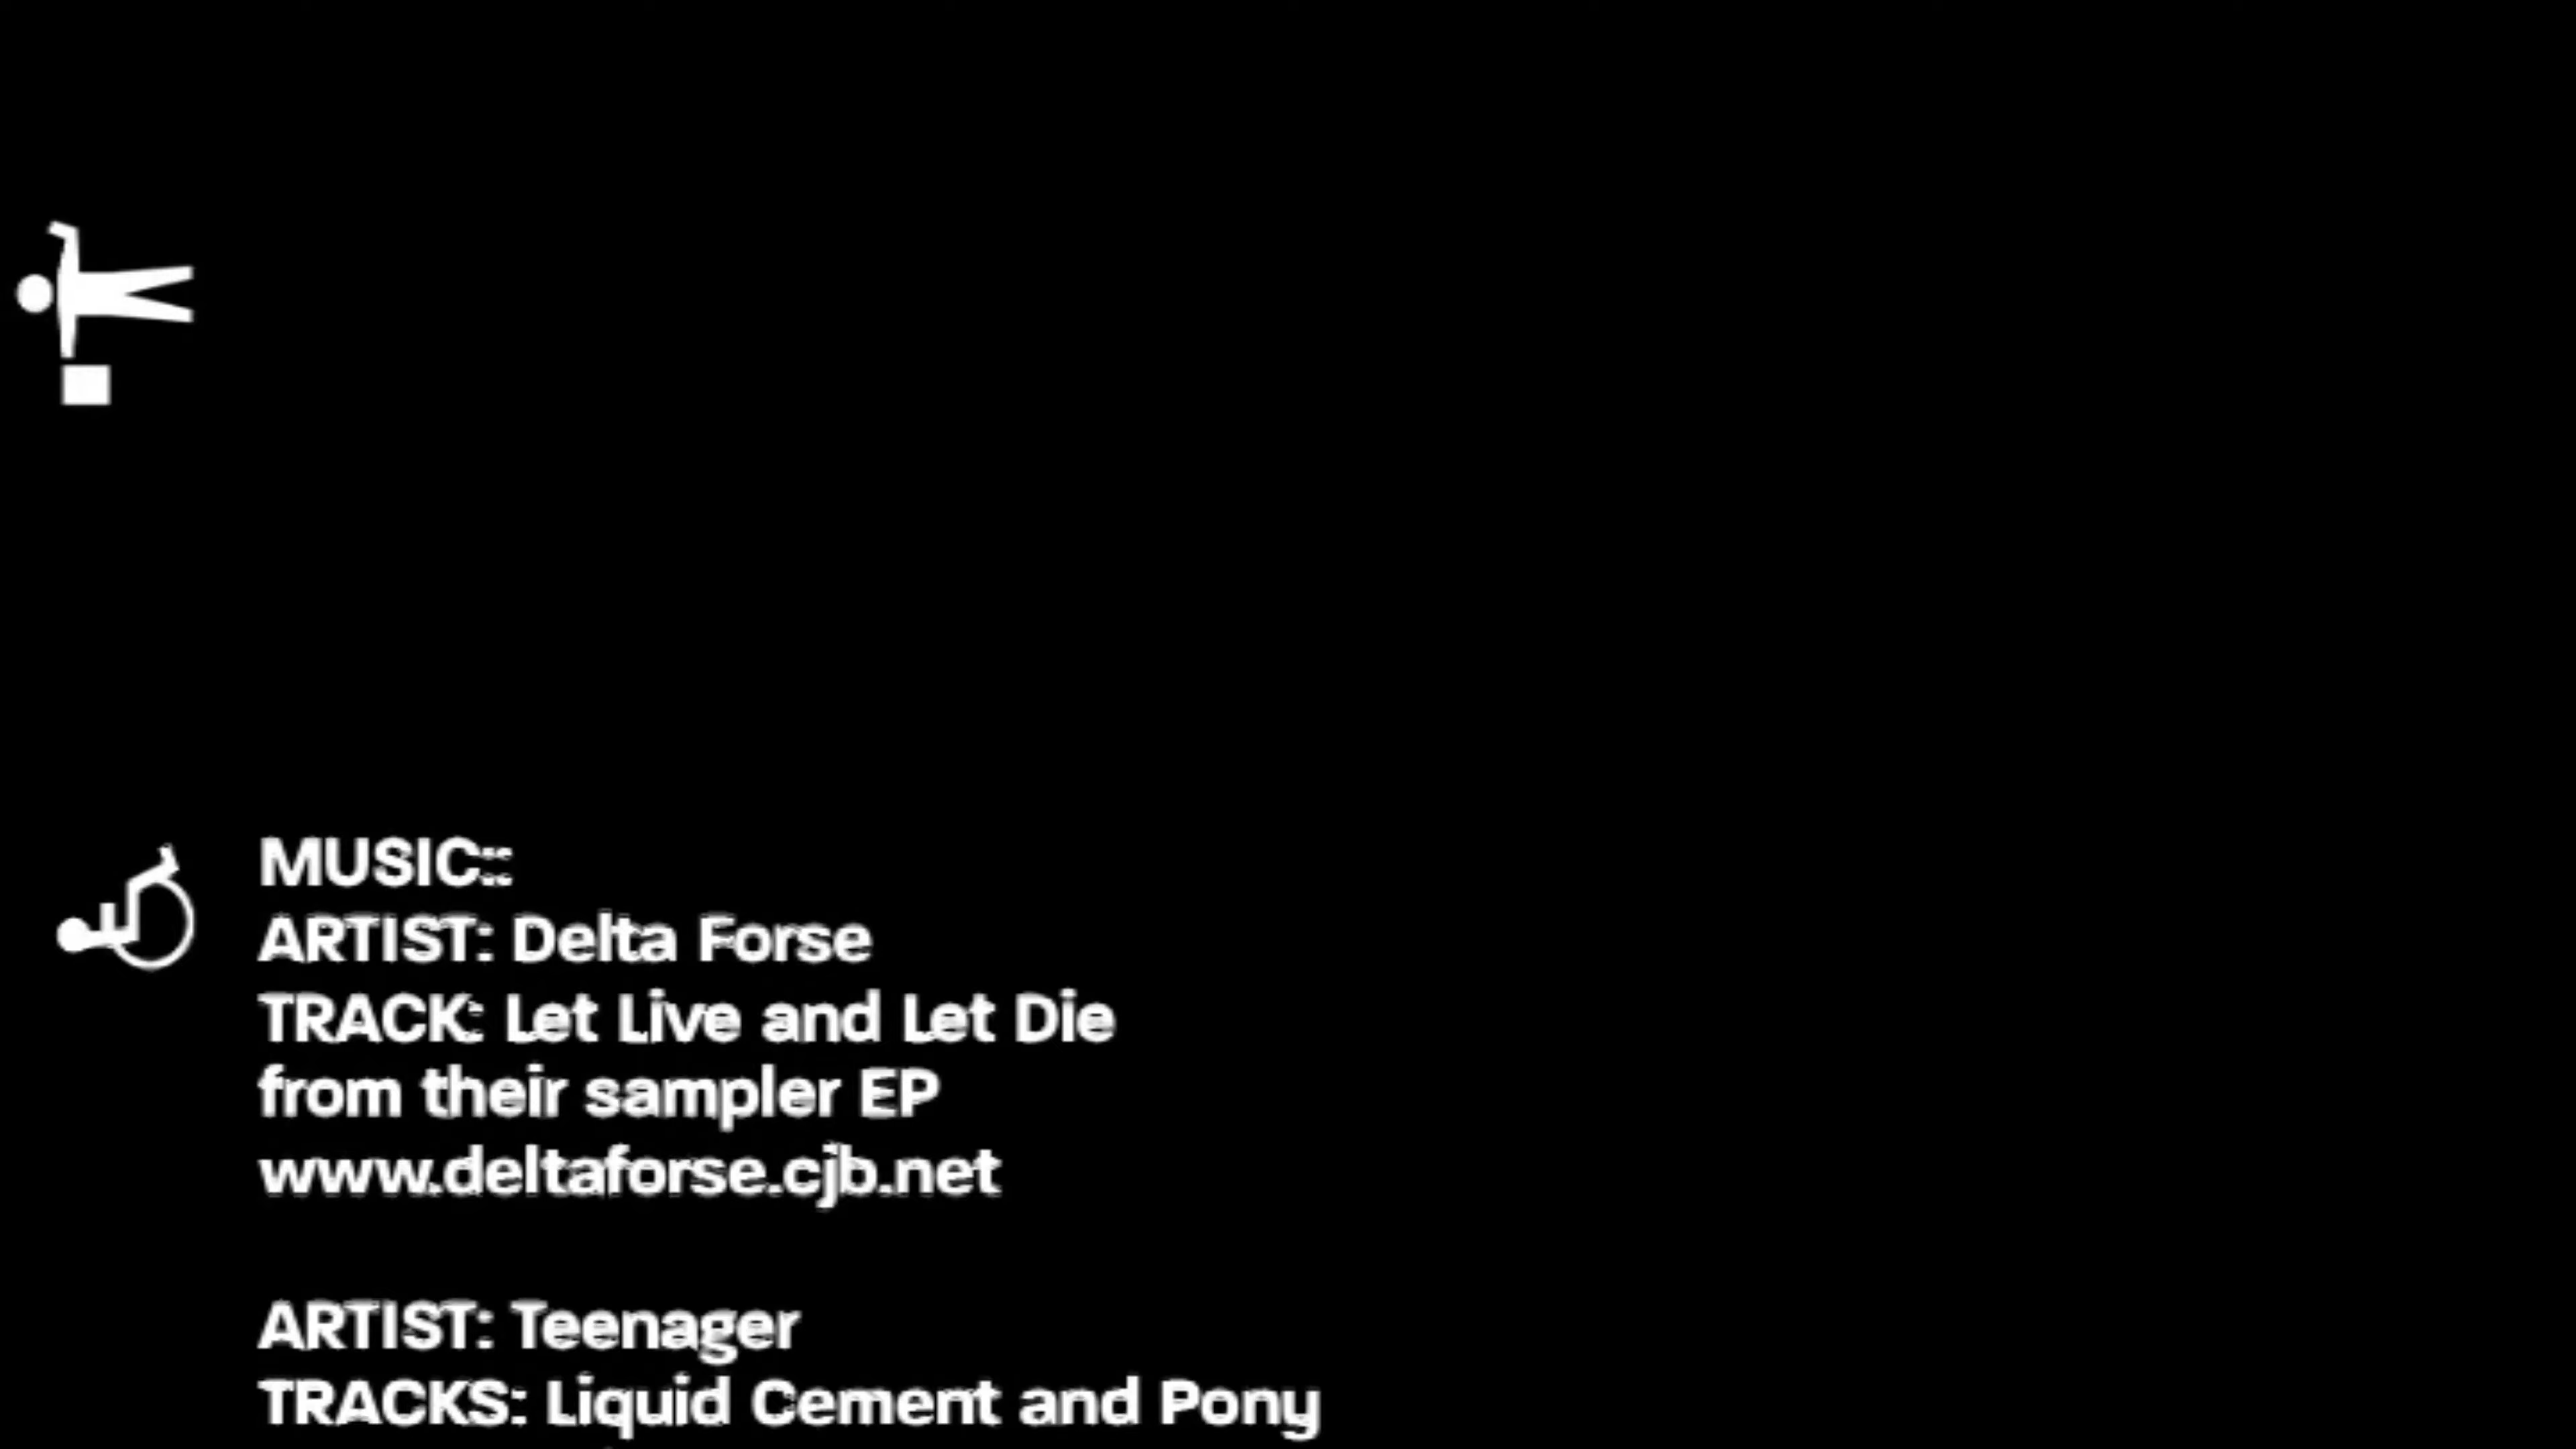 MUSIC::
ARTIST: Delta Forse
TRACK: Let Live and Let Die
from their sampler EP
www.deltaforse.cjb.net
ARTIST: Teenager
TRACKS: Liquid Cement and Pony